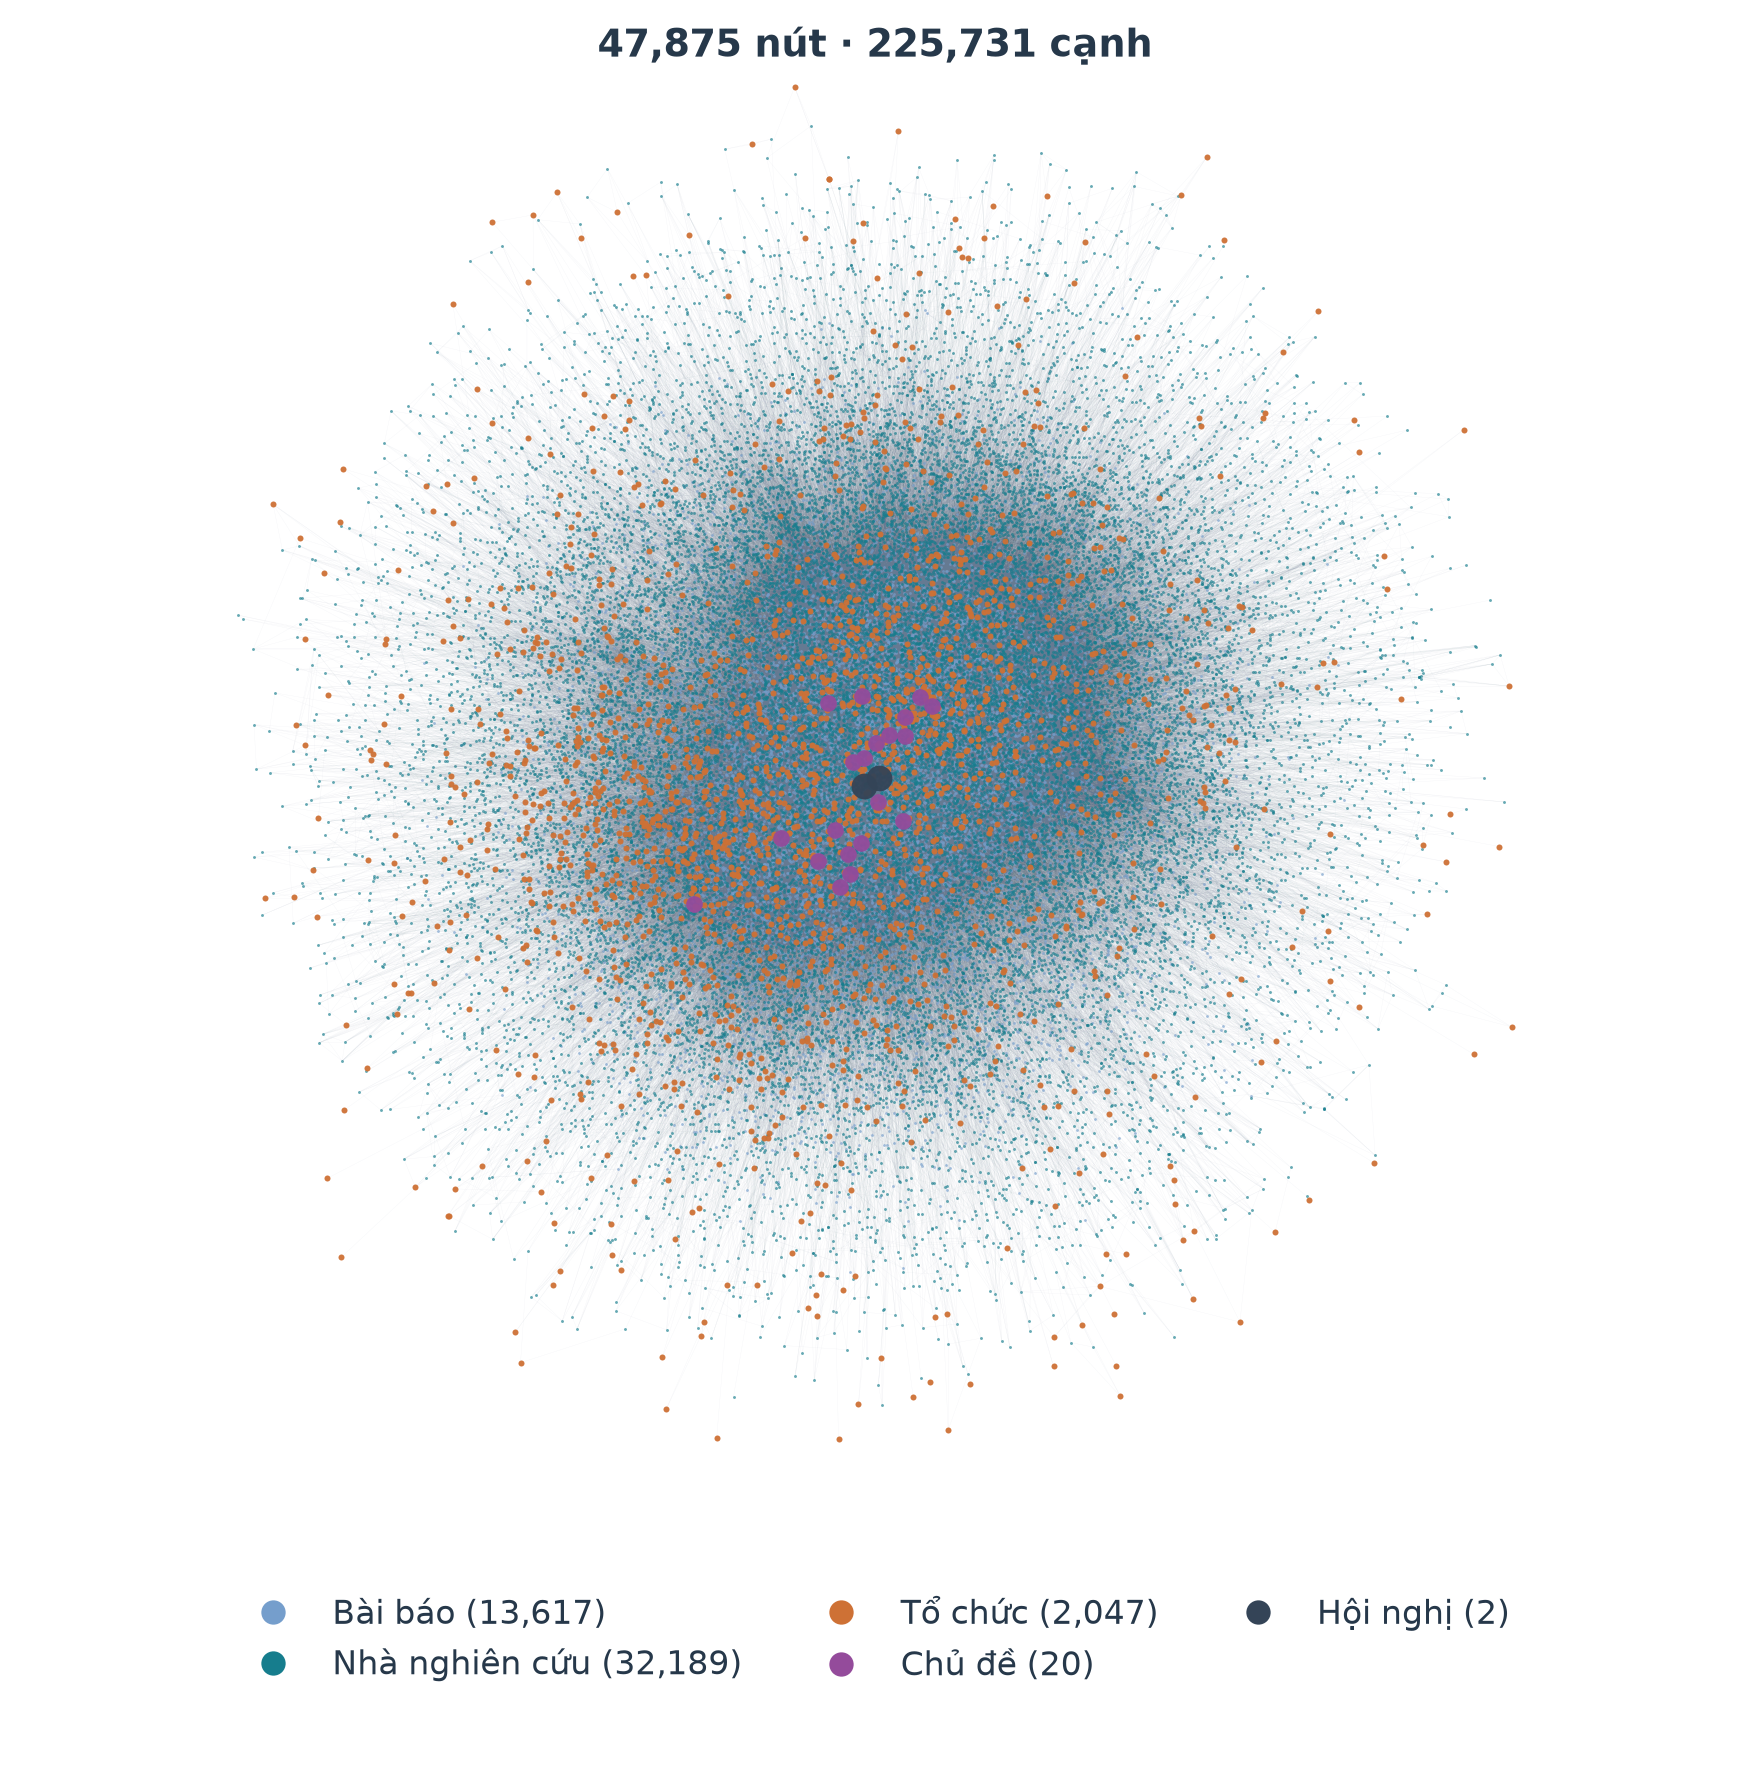 47,875 nút · 225,731 cạnh
Bài báo (13,617)
Nhà nghiên cứu (32,189)
Tổ chức (2,047)
Chủ đề (20)
Hội nghị (2)